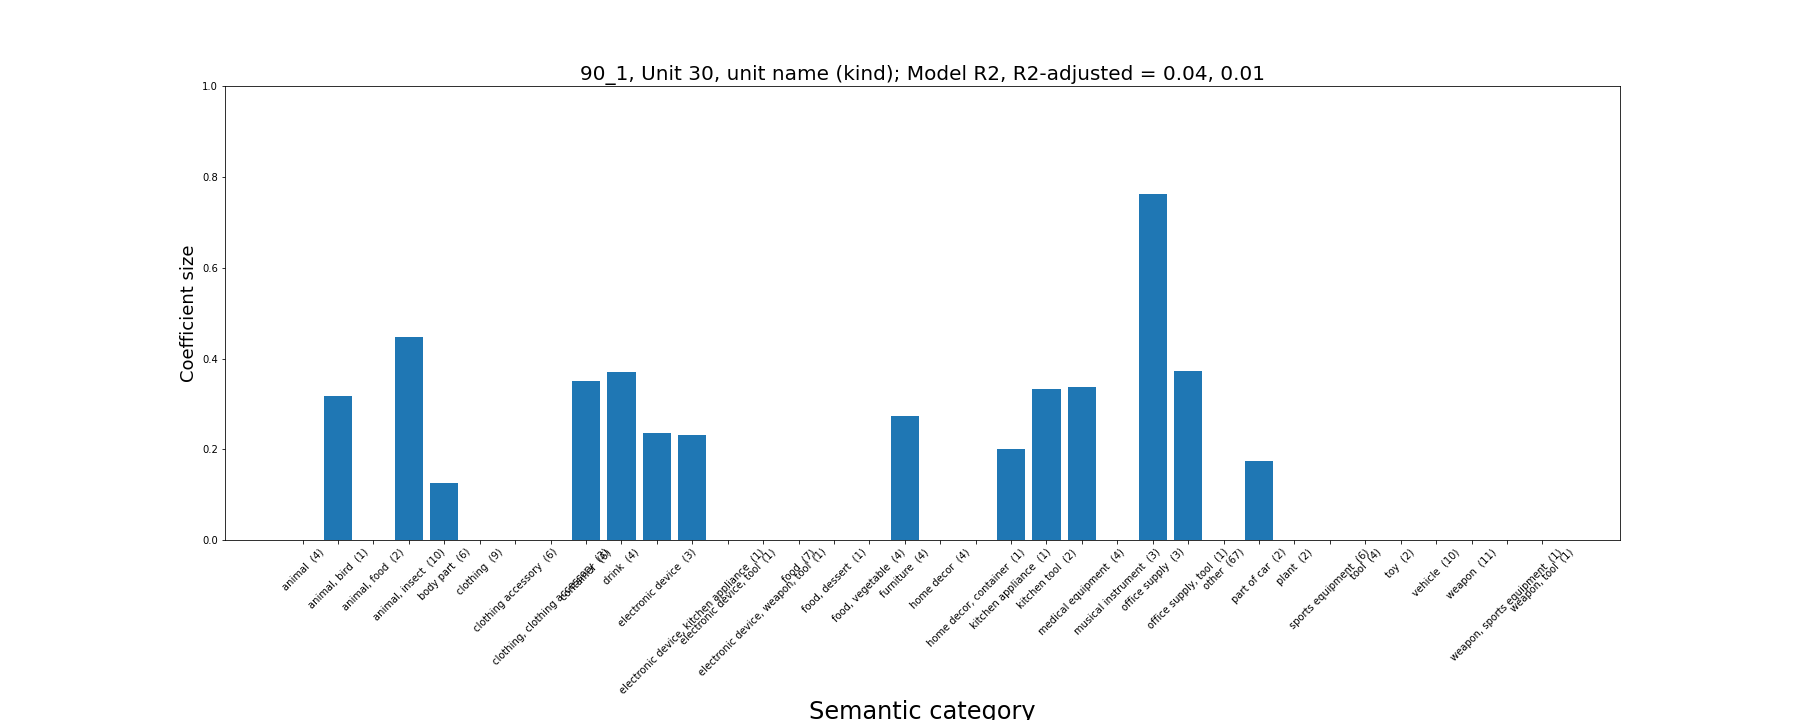 90_1, Unit 30, unit name (kind); Model R2, R2-adjusted = 0.04, 0.01
1.0
0.8
0.6
0.4
0.2
0.0
Coefficient size
animal (4)
animal, bird (1)
animal, food (2)
animal, insect (10)
body part (6)
clothing (9)
clothing accessory (6)
clothing, clothing accessory
container (6)
drink (4)
electronic device (3)
electronic device, kitchen appliance (1)
electronic device, tool (1)
electronic device, weapon, tool (1)
food (7)
food, dessert (1)
food, vegetable (4)
furniture (4)
home decor (4)
home decor, container (1)
kitchen appliance (1)
kitchen tool (2)
medical equipment (4)
musical instrument (3)
office supply (3)
office supply, tool (1)
other (67)
part of car (2)
plant (2)
sports equipment (6)
tool (4)
toy (2)
vehicle (10)
weapon (11)
weapon, sports equipment (1)
weapon, tool (1)
Semantic category